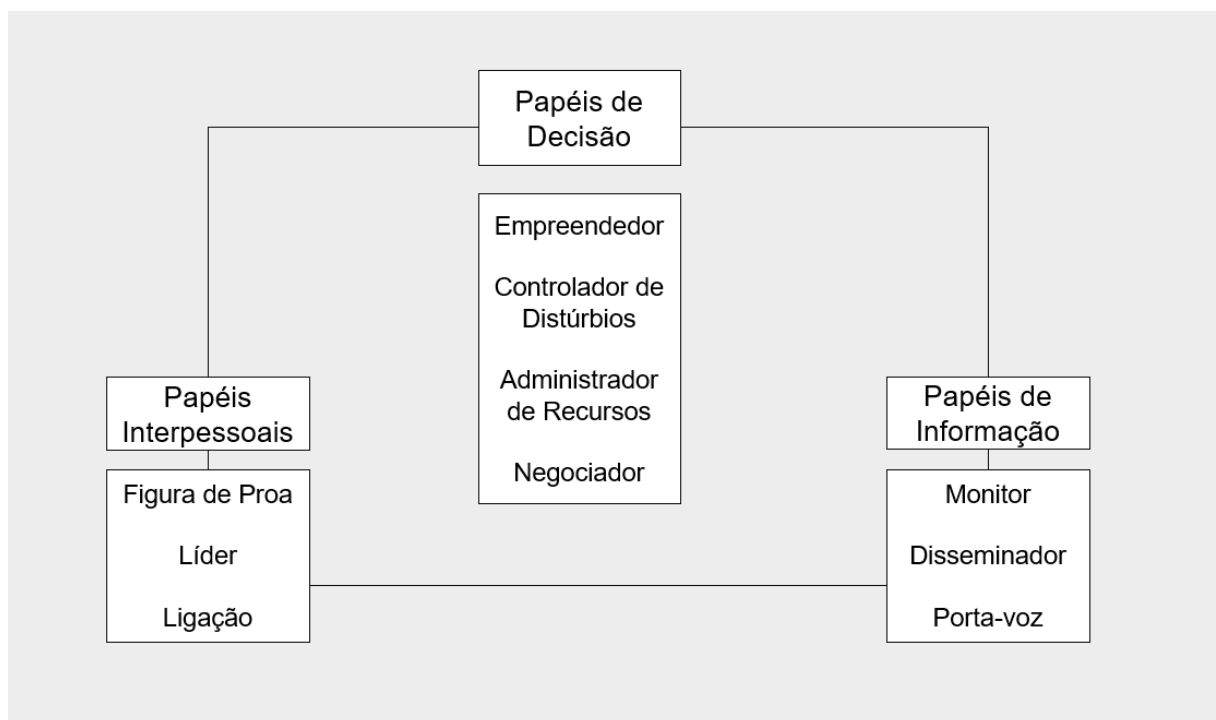 Papéis de
Decisão
Empreendedor
Controlador de
Distúrbios
Administrador
de Recursos
Negociador
Papéis
Interpessoais
Figura de Proa
Líder
Ligação
Papéis de
Informação
Monitor
Disseminador
Porta-voz